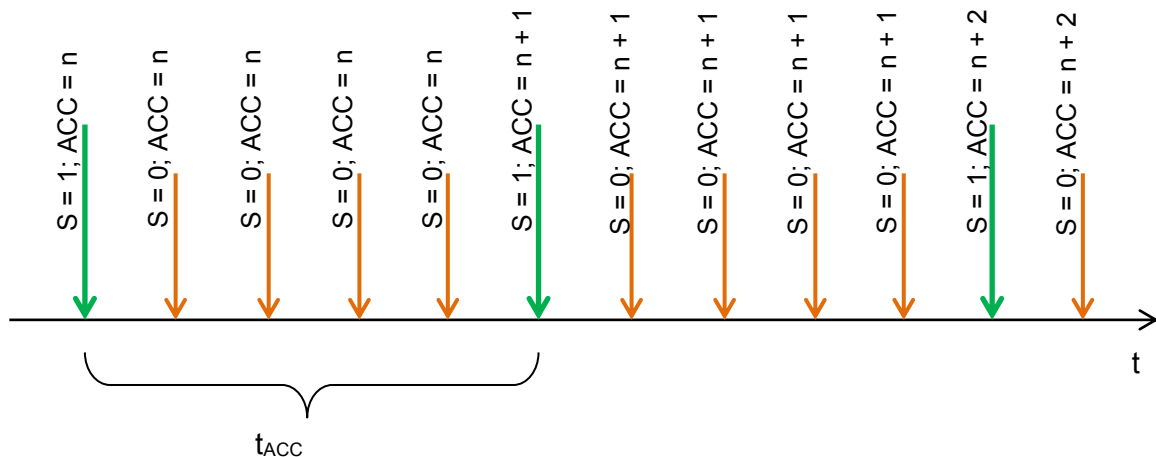 S = 1; ACC = n
S = 0; ACC = n
S = 0; ACC = n
S = 0; ACC = n
S = 0; ACC = n
S = 1; ACC = n + 1
S = 0; ACC = n + 1
S = 0; ACC = n + 1
S = 0; ACC = n + 1
S = 0; ACC = n + 1
S = 1; ACC = n + 2
S = 0; ACC = n + 2
t
tACC